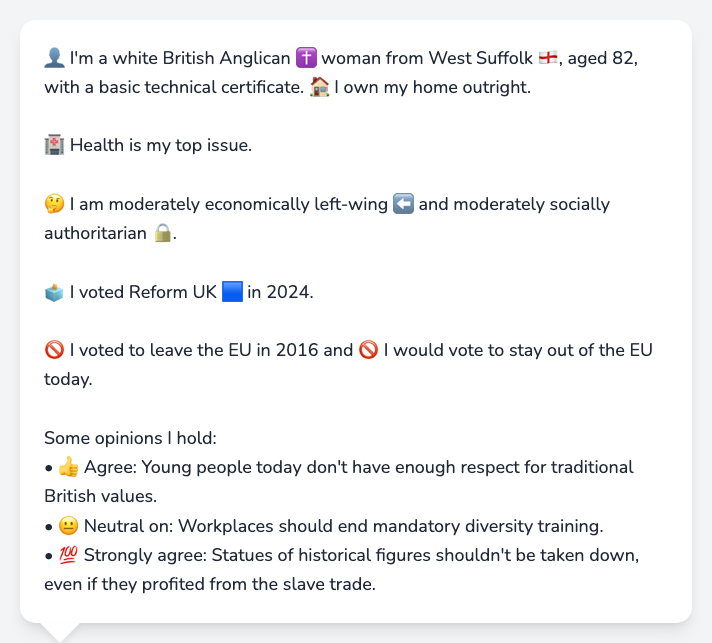 👤 I'm a white British Anglican ✝️ woman from West Suffolk 🏴󠁧󠁢󠁥󠁮󠁧󠁿, aged 82,
with a basic technical certificate. 🏠 I own my home outright.
🏥 Health is my top issue.
🤔 I am moderately economically left-wing ⬅️ and moderately socially
authoritarian 🔒.
🗳️ I voted Reform UK 🟦 in 2024.
🚫 I voted to leave the EU in 2016 and 🚫 I would vote to stay out of the EU
today.
Some opinions I hold:
• 👍 Agree: Young people today don't have enough respect for traditional
British values.
• 😐 Neutral on: Workplaces should end mandatory diversity training.
• 💯 Strongly agree: Statues of historical figures shouldn't be taken down,
even if they profited from the slave trade.